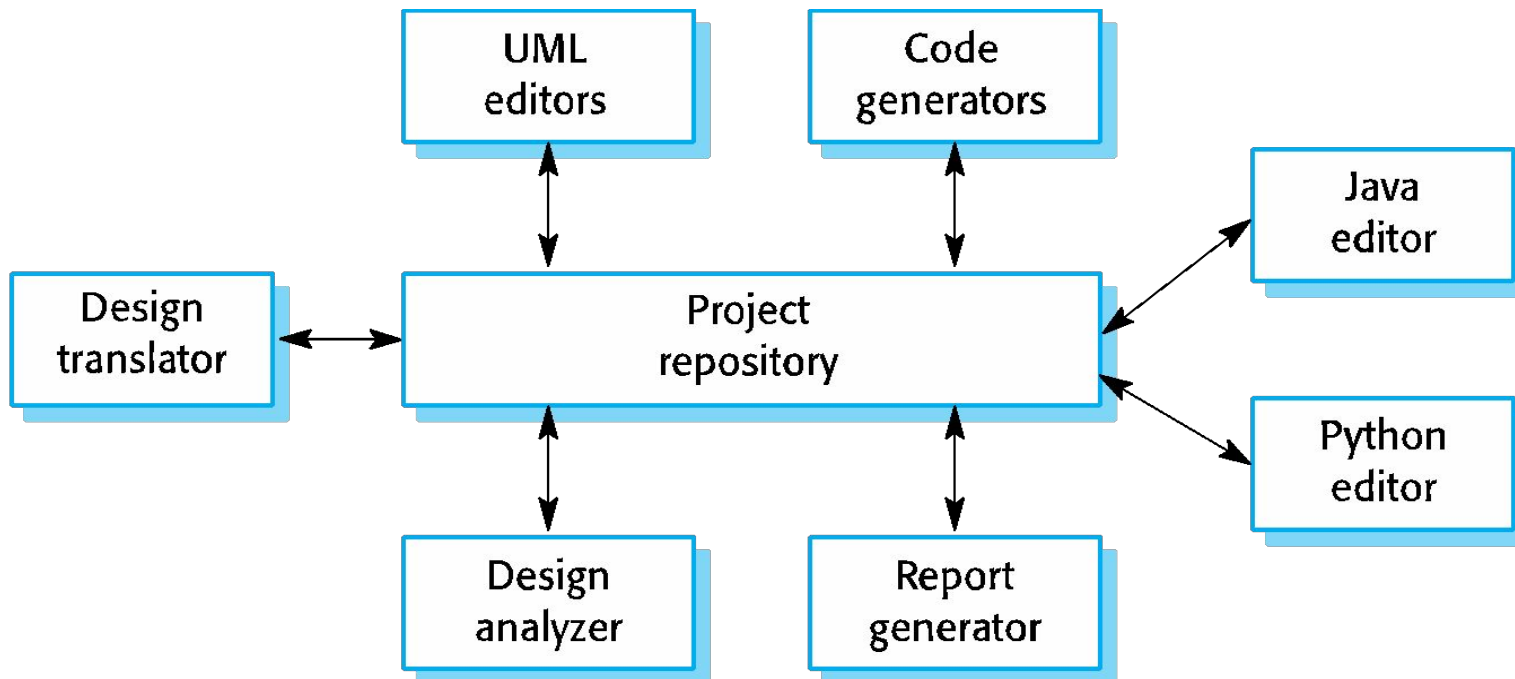 UML
editors
Code
generators
Java
editor
Design
translator
Project
repository
Python
editor
Design
analyzer
Report
generator